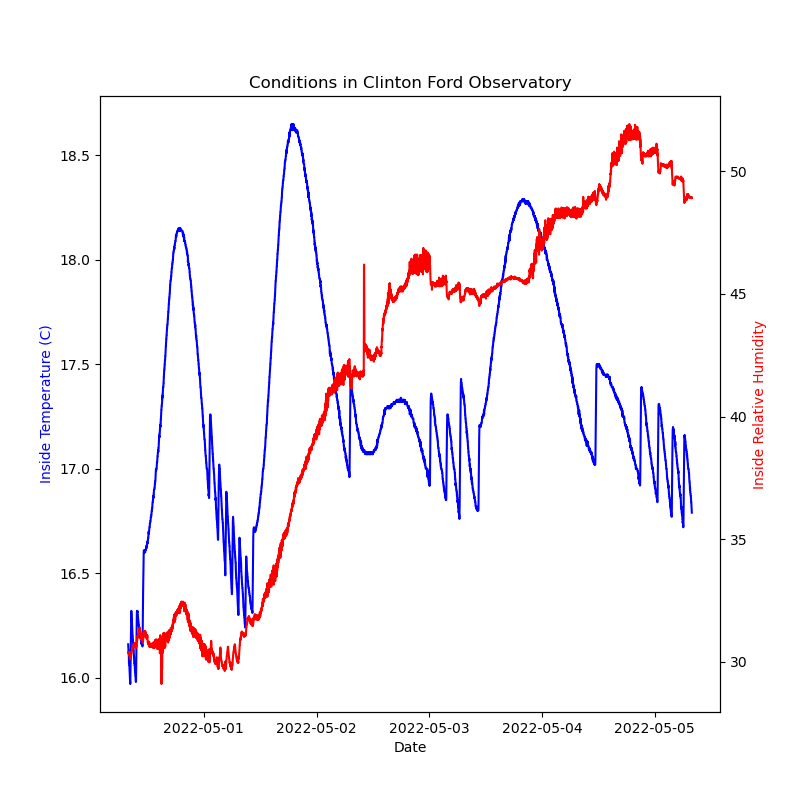 Conditions in Clinton Ford Observatory
Inside Temperature (C)
18.5
18.0
17.5
17.0
16.5
16.0
50
45
40
35
30
Inside Relative Humidity
2022-05-01 2022-05-02 2022-05-03 2022-05-04 2022-05-05
Date